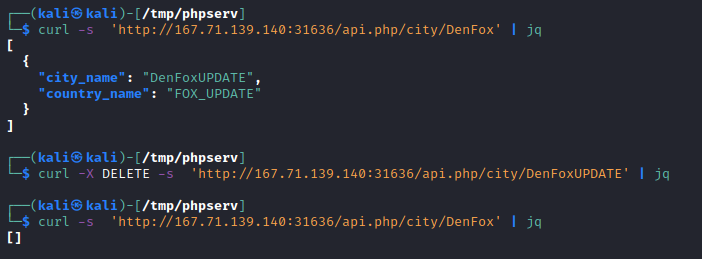 ┌──(kali㉿kali)-[/tmp/phpserv]
└─$ curl -s  'http://167.71.139.140:31636/api.php/city/DenFox' | jq
[
  {
    "city_name": "DenFoxUPDATE",
    "country_name": "FOX_UPDATE"
  }
]
┌──(kali㉿kali)-[/tmp/phpserv]
└─$ curl -X DELETE -s  'http://167.71.139.140:31636/api.php/city/DenFoxUPDATE' | jq
┌──(kali㉿kali)-[/tmp/phpserv]
└─$ curl -s  'http://167.71.139.140:31636/api.php/city/DenFox' | jq
[]